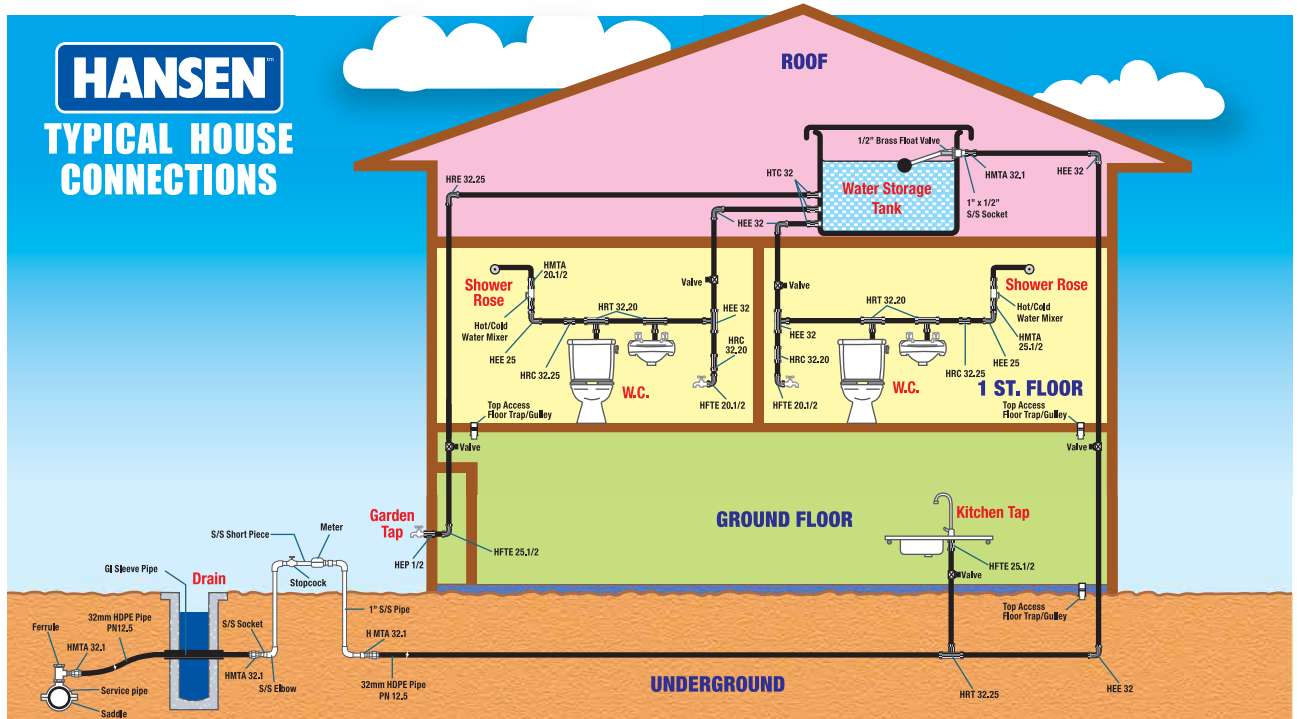 HANSEN™
TYPICAL HOUSE
CONNECTIONS
ROOF
1/2" Brass Float Valve
HRE 32.25
HTC 32
HMTA 32.1
HEE 32
Water Storage
Tank
1" x 1/2"
S/S Socket
HEE 32
HMTA
20.1/2
Shower
Rose
Valve
Valve
Shower Rose
HRT 32.20
HRT 32.20
Hot/Cold
Water Mixer
Hot/Cold
Water Mixer
HEE 32
HEE 32
HMTA
25.1/2
HEE 25
HRC
32.20
HRC 32.20
HEE 25
HRC 32.25
HRC 32.25
W.C.
W.C.
1 ST. FLOOR
HFTE 20.1/2
HFTE 20.1/2
Top Access
Floor Trap/Gulley
Top Access
Floor Trap/Gulley
Valve
Valve
Garden
Tap
GROUND FLOOR
Kitchen Tap
S/S Short Piece
Meter
HFTE 25.1/2
HEP 1/2
HFTE 25.1/2
GI Sleeve Pipe
Drain
Stopcock
Valve
1" S/S Pipe
Top Access
Floor Trap/Gulley
32mm HDPE Pipe
PN12.5
Ferrule
S/S Socket
HMTA 32.1
H MTA 32.1
HMTA 32.1
S/S Elbow
32mm HDPE Pipe
PN 12.5
UNDERGROUND
HRT 32.25
HEE 32
Service pipe
Saddle